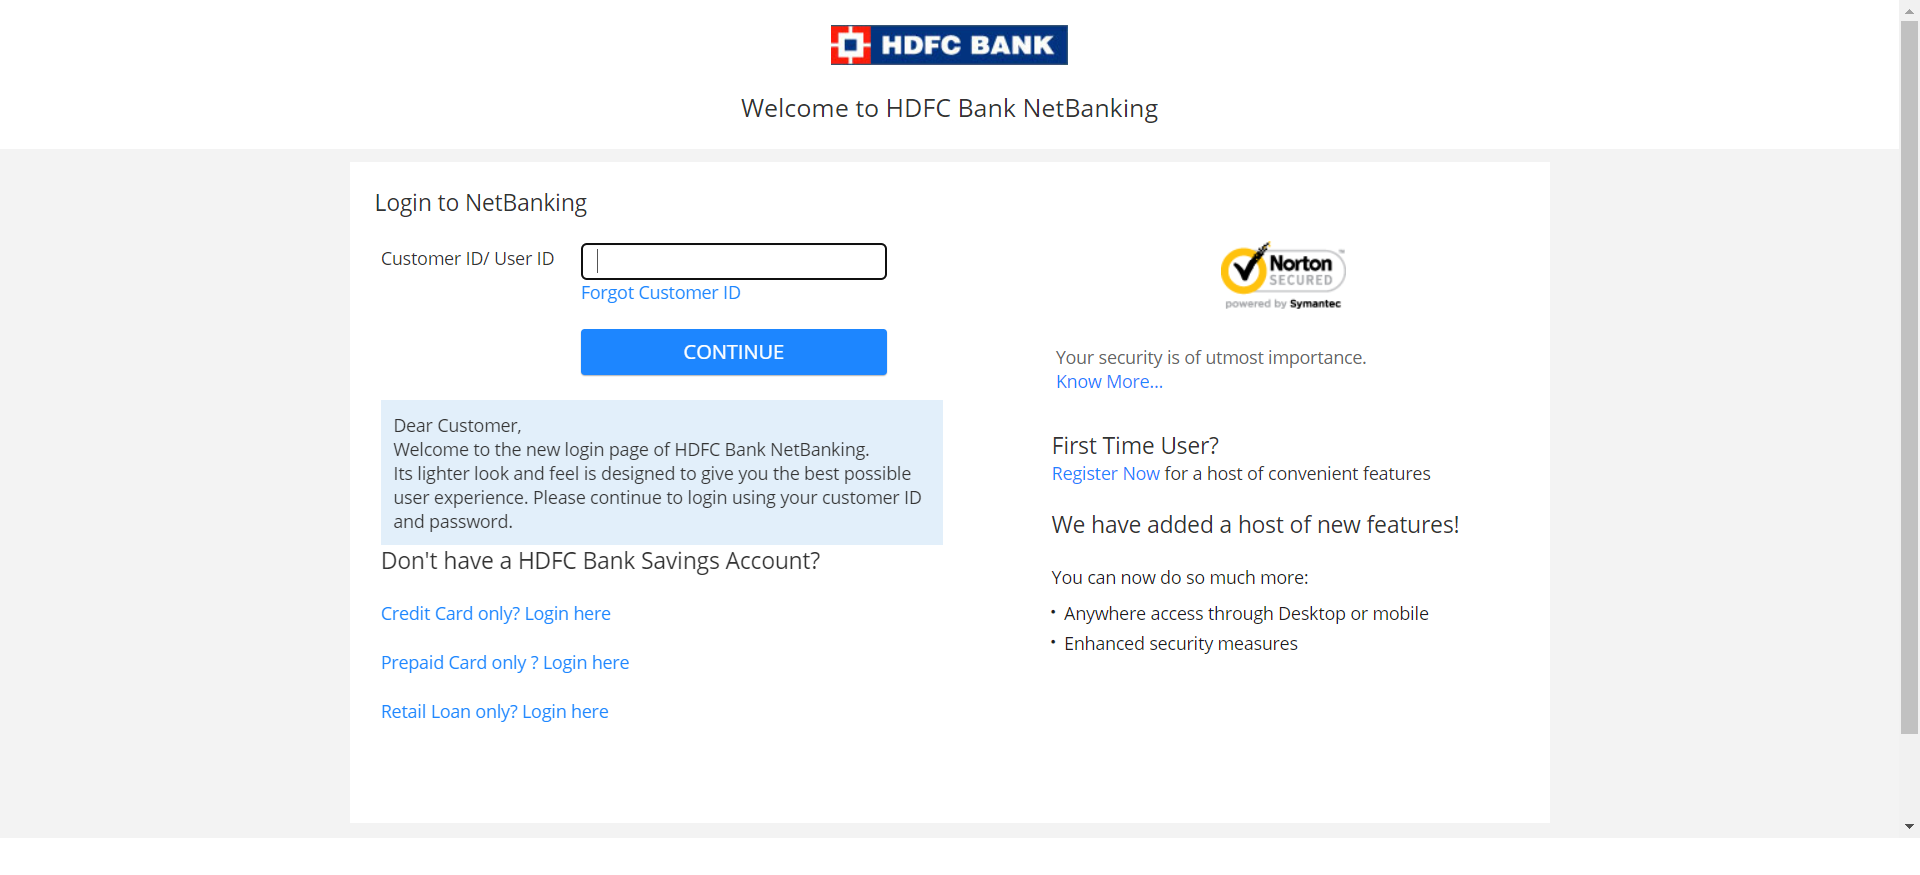 HDFC BANK
Welcome to HDFC Bank NetBanking
Login to NetBanking
Customer ID/ User ID
Forgot Customer ID
CONTINUE
Dear Customer,
Welcome to the new login page of HDFC Bank NetBanking.
Its lighter look and feel is designed to give you the best possible
user experience. Please continue to login using your customer ID
and password.
Don't have a HDFC Bank Savings Account?
Credit Card only? Login here
Prepaid Card only ? Login here
Retail Loan only? Login here
Norton
SECURED
powered by Symantec
Your security is of utmost importance.
Know More...
First Time User?
Register Now for a host of convenient features
We have added a host of new features!
You can now do so much more:
· Anywhere access through Desktop or mobile
· Enhanced security measures